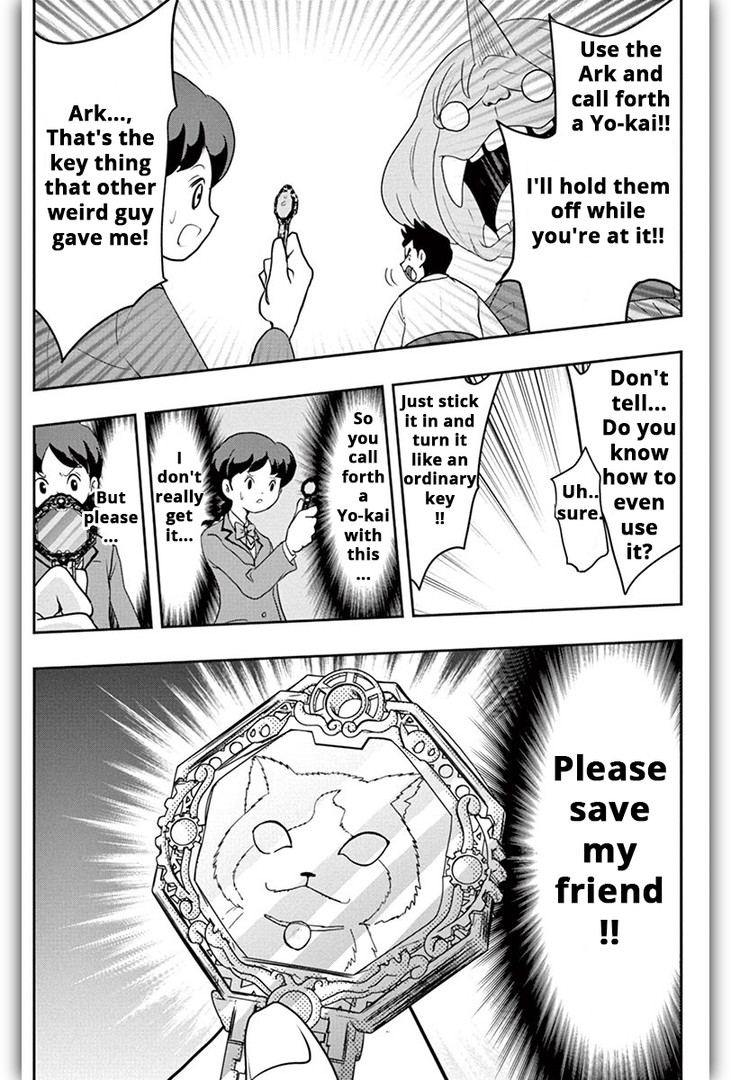 Use the
Ark and
call forth
a Yo-kai!!
I'll hold them
off while
you're at it!!
Ark...,
That's the
key thing
that other
weird guy
gave me!
Don't
tell...
Do you
know
how to
even
use
it?
Uh..
sure.
Just stick
it in and
turn it
like an
ordinary
key
!!
So
you
call
forth
a
Yo-kai
with
this
...
I
don't
really
get
it...
But
please
...
Please
save
my
friend
!!